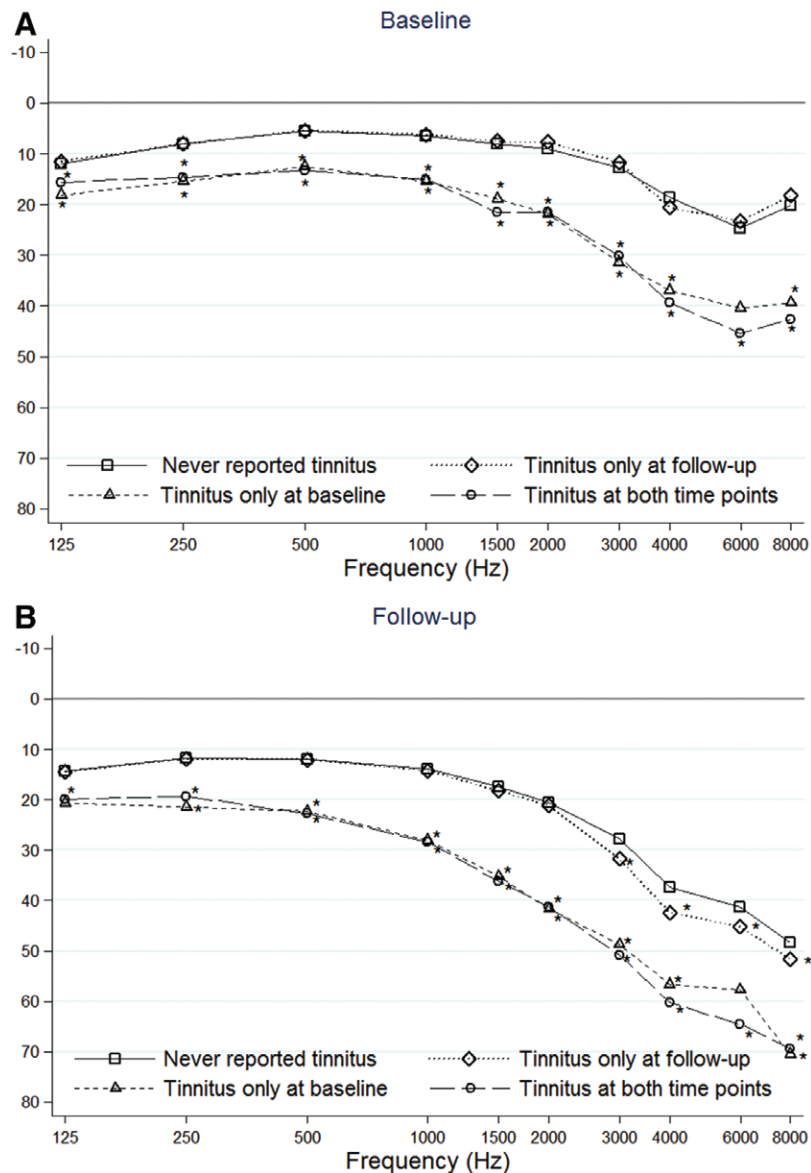 A
Baseline
-10
0
10
20
30
40
50
60
70
80
* * * * * * * *
* * * * * * * * * *
Never reported tinnitus
Tinnitus only at follow-up
Tinnitus only at baseline
Tinnitus at both time points
125 250 500 1000 1500 2000 3000 4000 6000 8000
Frequency (Hz)
B
Follow-up
-10
0
10
20
30
40
50
60
70
80
Never reported tinnitus
Tinnitus only at follow-up
Tinnitus only at baseline
Tinnitus at both time points
125 250 500 1000 1500 2000 3000 4000 6000 8000
Frequency (Hz)